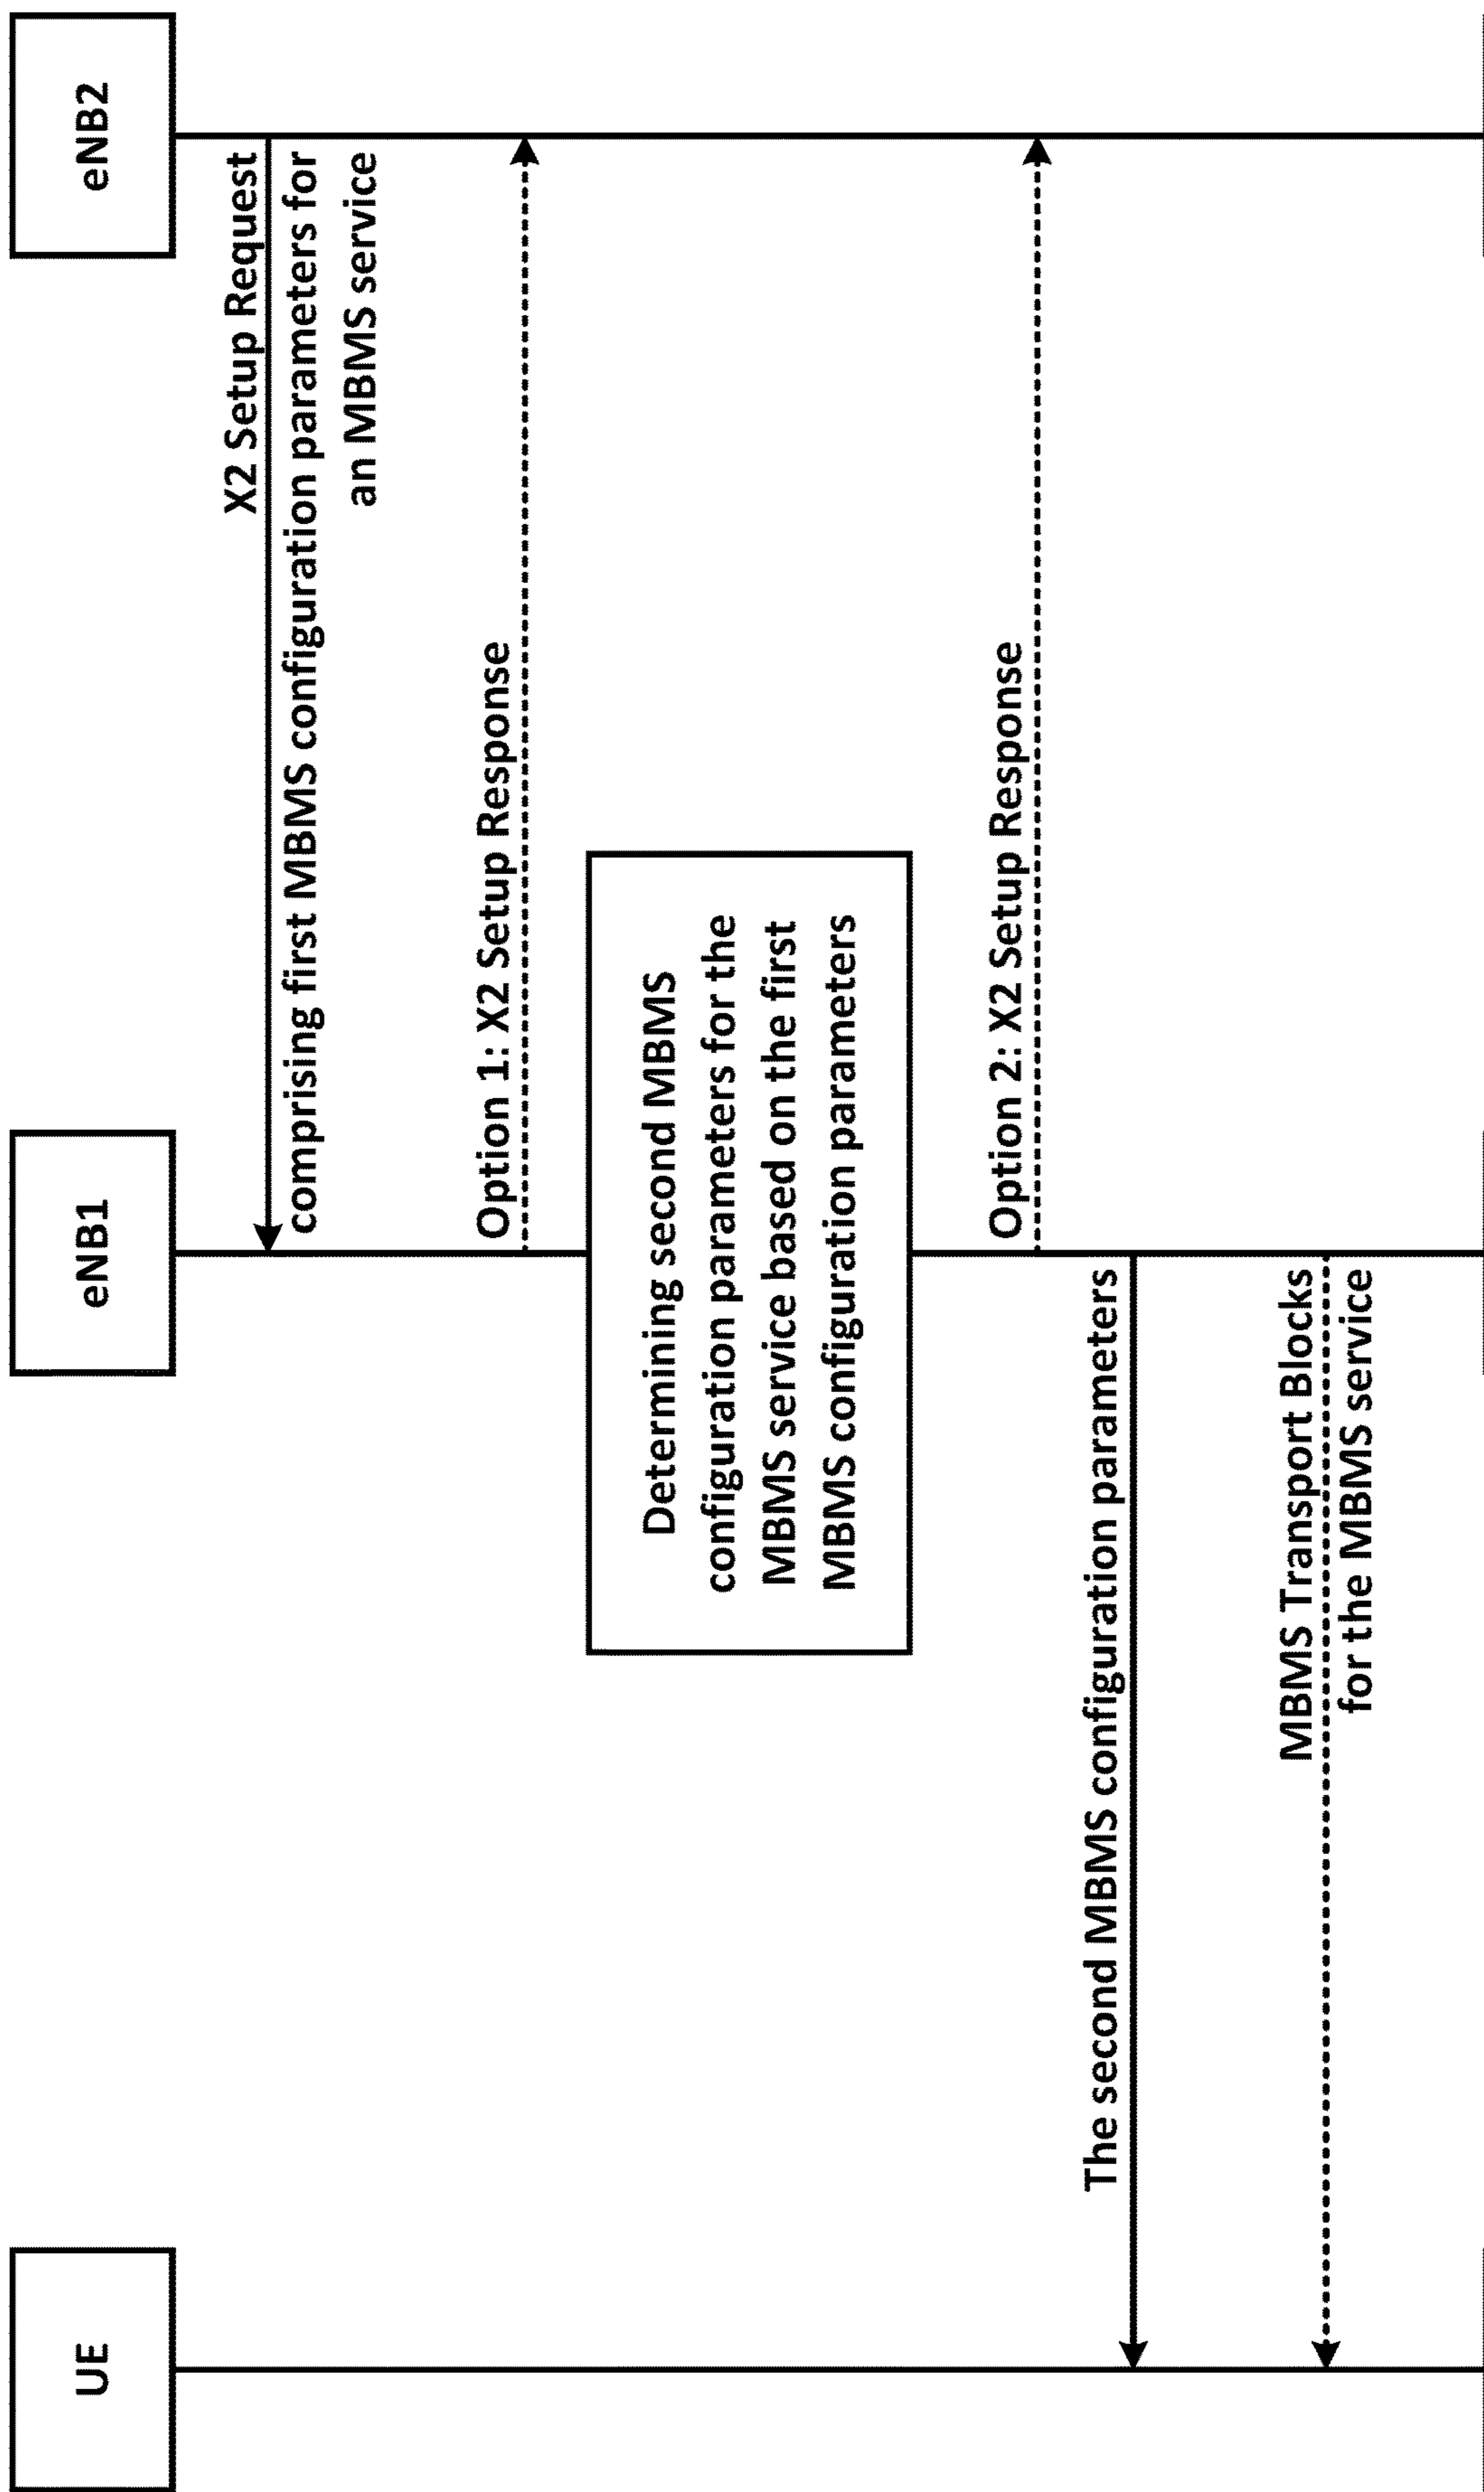 UE
eNB1
eNB2
X2 Setup Request
comprising first MBMS configuration parameters for
an MBMS service
Option 1: X2 Setup Response
Determining second MBMS
configuration parameters for the
MBMS service based on the first
MBMS configuration parameters
Option 2: X2 Setup Response
The second MBMS configuration parameters
MBMS Transport Blocks
for the MBMS service